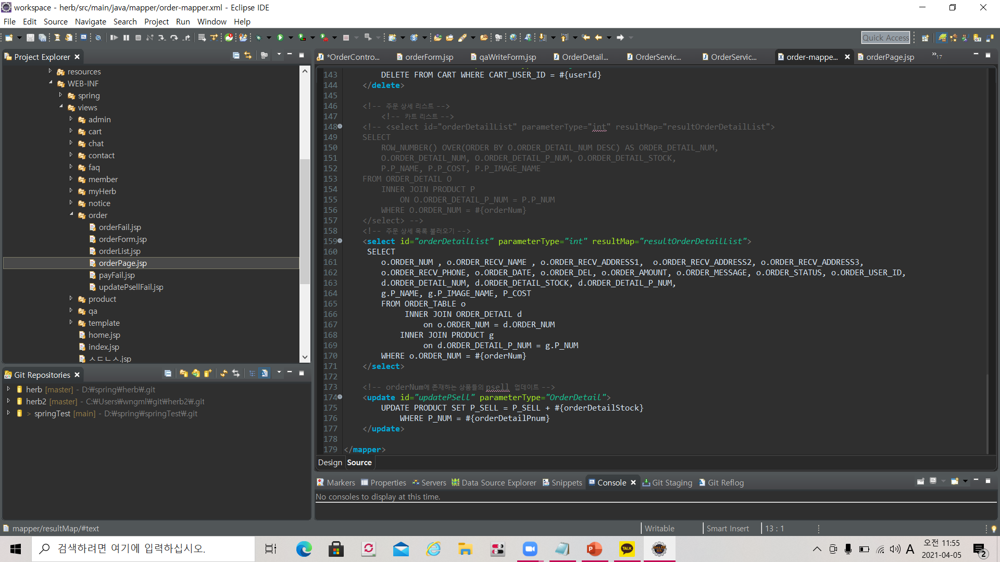 workspace - herb/src/main/java/mapper/order-mapper.xml - Eclipse IDE
File Edit Source Navigate Search Project Run Window Help
Quick Access
Project Explorer
resources
WEB-INF
spring
views
admin
cart
chat
contact
faq
member
myHerb
notice
order
orderFail.jsp
orderForm.jsp
orderList.jsp
orderPage.jsp
payFail.jsp
updatePsellFail.jsp
product
qa
template
home.jsp
index.jsp
ㅅㄷㄴㅅ.jsp
Git Repositories
herb [master] - D:₩spring₩herb₩.git
herb2 [master] - C:₩Users₩wngml₩git₩herb2₩.git
> springTest [main] - D:₩spring₩springTest₩.git
*OrderContro... orderForm.jsp qaWriteForm.jsp OrderDetail... OrderServic... OrderServic... order-mappe... orderPage.jsp »17
143 DELETE FROM CART WHERE CART_USER_ID = #{userId}
144 </delete>
145
146 <!-- 주문 상세 리스트 -->
147 <!-- 카트 리스트 -->
148 <!-- <select id="orderDetailList" parameterType="int" resultMap="resultOrderDetailList">
149 SELECT
150 ROW_NUMBER() OVER(ORDER BY O.ORDER_DETAIL_NUM DESC) AS ORDER_DETAIL_NUM,
151 O.ORDER_DETAIL_NUM, O.ORDER_DETAIL_P_NUM, O.ORDER_DETAIL_STOCK,
152 P.P_NAME, P.P_COST, P.P_IMAGE_NAME
153 FROM ORDER_DETAIL O
154 INNER JOIN PRODUCT P
155 ON O.ORDER_DETAIL_P_NUM = P.P_NUM
156 WHERE O.ORDER_NUM = #{orderNum}
157 </select> -->
158 <!-- 주문 상세 목록 불러오기 -->
159 <select id="orderDetailList" parameterType="int" resultMap="resultOrderDetailList">
160 SELECT
161 o.ORDER_NUM , o.ORDER_RECV_NAME , o.ORDER_RECV_ADDRESS1, o.ORDER_RECV_ADDRESS2, o.ORDER_RECV_ADDRESS3,
162 o.ORDER_RECV_PHONE, o.ORDER_DATE, o.ORDER_DEL, o.ORDER_AMOUNT, o.ORDER_MESSAGE, o.ORDER_STATUS, o.ORDER_USER_ID,
163 d.ORDER_DETAIL_NUM, d.ORDER_DETAIL_STOCK, d.ORDER_DETAIL_P_NUM,
164 g.P_NAME, g.P_IMAGE_NAME, P_COST
165 FROM ORDER_TABLE o
166 INNER JOIN ORDER_DETAIL d
167 on o.ORDER_NUM = d.ORDER_NUM
168 INNER JOIN PRODUCT g
169 on d.ORDER_DETAIL_P_NUM = g.P_NUM
170 WHERE o.ORDER_NUM = #{orderNum}
171 </select>
172
173 <!-- orderNum에 존재하는 상품들의 psell 업데이트 -->
174 <update id="updatePSell" parameterType="OrderDetail">
175 UPDATE PRODUCT SET P_SELL = P_SELL + #{orderDetailStock}
176 WHERE P_NUM = #{orderDetailPnum}
177 </update>
178
179 </mapper>
Design Source
Markers Properties Servers Data Source Explorer Snippets Console Git Staging Git Reflog
No consoles to display at this time.
mapper/resultMap/#text Writable Smart Insert 13 : 1
검색하려면 여기에 입력하십시오.
TALK
A
오전 11:55
2021-04-05
2